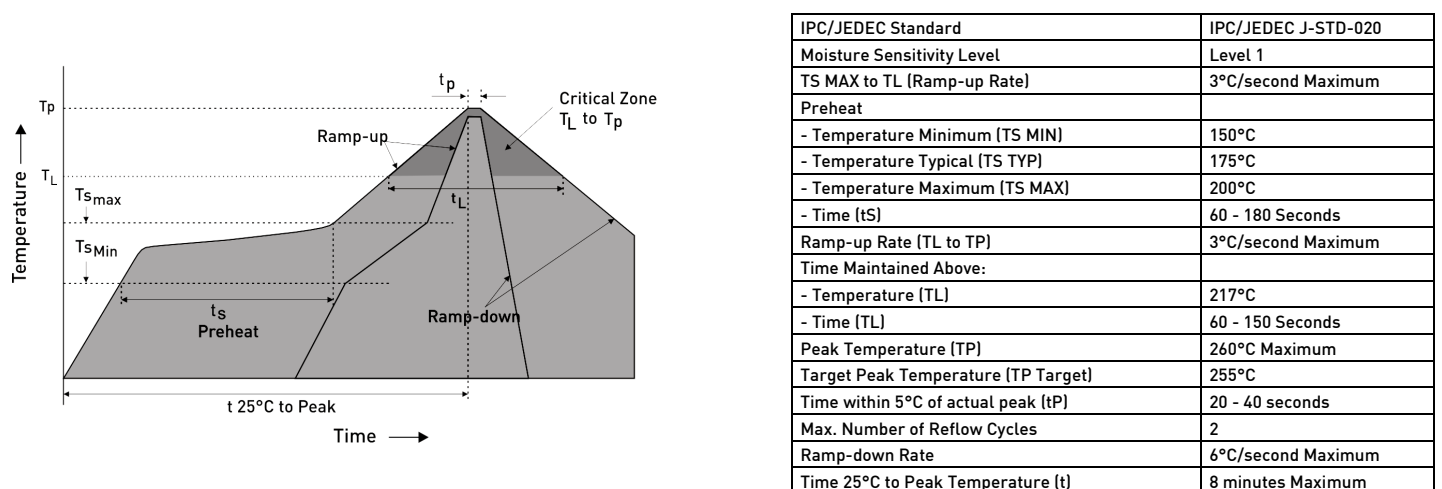 tp
Tp
Critical Zone
TL to Tp
Ramp-up
TL
Tsmax
tL
TsMin
Temperature
ts
Preheat
Ramp-down
t 25°C to Peak
Time
IPC/JEDEC Standard IPC/JEDEC J-STD-020
Moisture Sensitivity Level Level 1
TS MAX to TL (Ramp-up Rate) 3°C/second Maximum
Preheat
- Temperature Minimum (TS MIN) 150°C
- Temperature Typical (TS TYP) 175°C
- Temperature Maximum (TS MAX) 200°C
- Time (tS) 60 - 180 Seconds
Ramp-up Rate (TL to TP) 3°C/second Maximum
Time Maintained Above:
- Temperature (TL) 217°C
- Time (TL) 60 - 150 Seconds
Peak Temperature (TP) 260°C Maximum
Target Peak Temperature (TP Target) 255°C
Time within 5°C of actual peak (tP) 20 - 40 seconds
Max. Number of Reflow Cycles 2
Ramp-down Rate 6°C/second Maximum
Time 25°C to Peak Temperature (t) 8 minutes Maximum